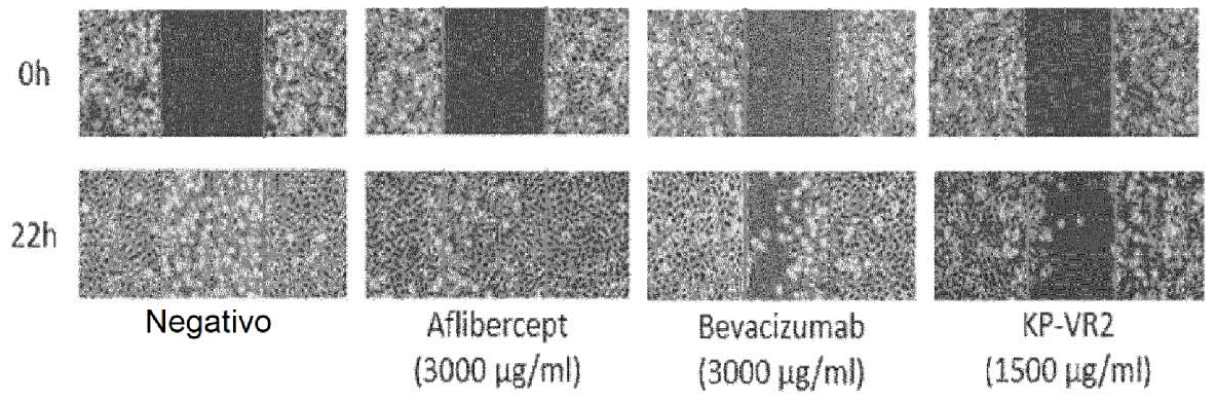 0h
22h
Negativo
Aflibercept
(3000 µg/ml)
Bevacizumab
(3000 µg/ml)
KP-VR2
(1500 µg/ml)